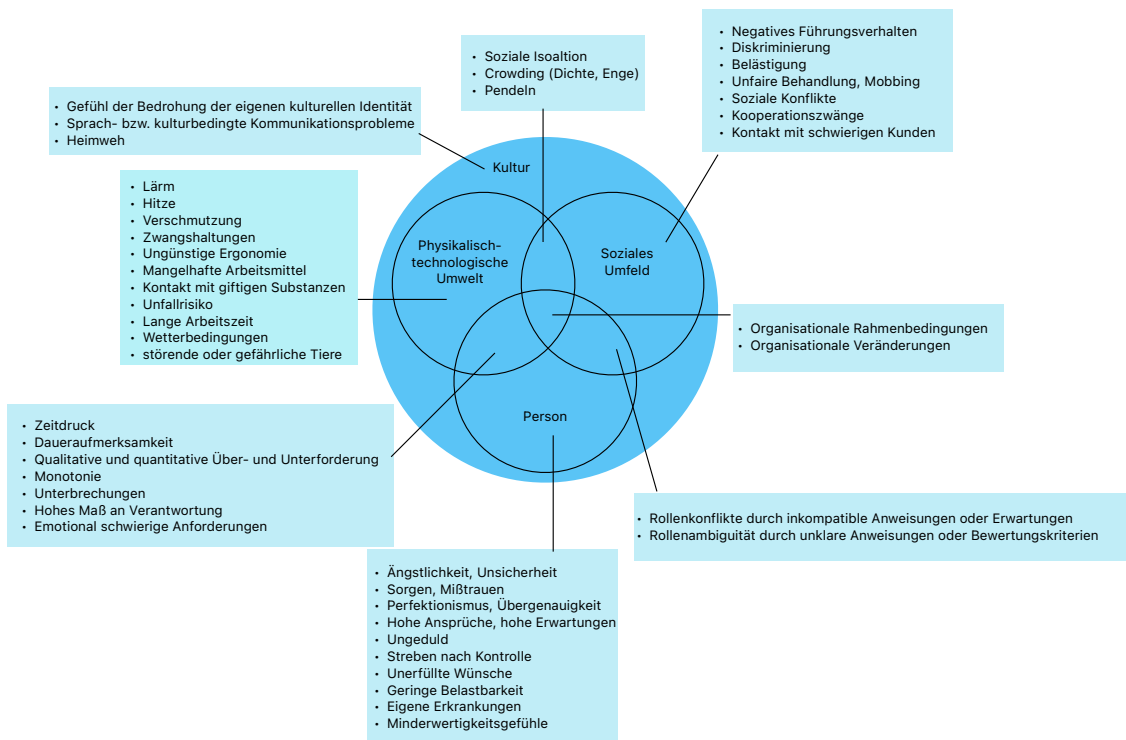 • Soziale Isoaltion
• Crowding (Dichte, Enge)
• Pendeln
• Negatives Führungsverhalten
• Diskriminierung
• Belästigung
• Unfaire Behandlung, Mobbing
• Soziale Konflikte
• Kooperationszwänge
• Kontakt mit schwierigen Kunden
• Gefühl der Bedrohung der eigenen kulturellen Identität
• Sprach- bzw. kulturbedingte Kommunikationsprobleme
• Heimweh
Kultur
• Lärm
• Hitze
• Verschmutzung
• Zwangshaltungen
• Ungünstige Ergonomie
• Mangelhafte Arbeitsmittel
• Kontakt mit giftigen Substanzen
• Unfallrisiko
• Lange Arbeitszeit
• Wetterbedingungen
• störende oder gefährliche Tiere
Physikalisch-
technologische
Umwelt
Soziales
Umfeld
• Organisationale Rahmenbedingungen
• Organisationale Veränderungen
Person
• Zeitdruck
• Daueraufmerksamkeit
• Qualitative und quantitative Über- und Unterforderung
• Monotonie
• Unterbrechungen
• Hohes Maß an Verantwortung
• Emotional schwierige Anforderungen
• Rollenkonflikte durch inkompatible Anweisungen oder Erwartungen
• Rollenambiguität durch unklare Anweisungen oder Bewertungskriterien
• Ängstlichkeit, Unsicherheit
• Sorgen, Mißtrauen
• Perfektionismus, Übergenauigkeit
• Hohe Ansprüche, hohe Erwartungen
• Ungeduld
• Streben nach Kontrolle
• Unerfüllte Wünsche
• Geringe Belastbarkeit
• Eigene Erkrankungen
• Minderwertigkeitsgefühle